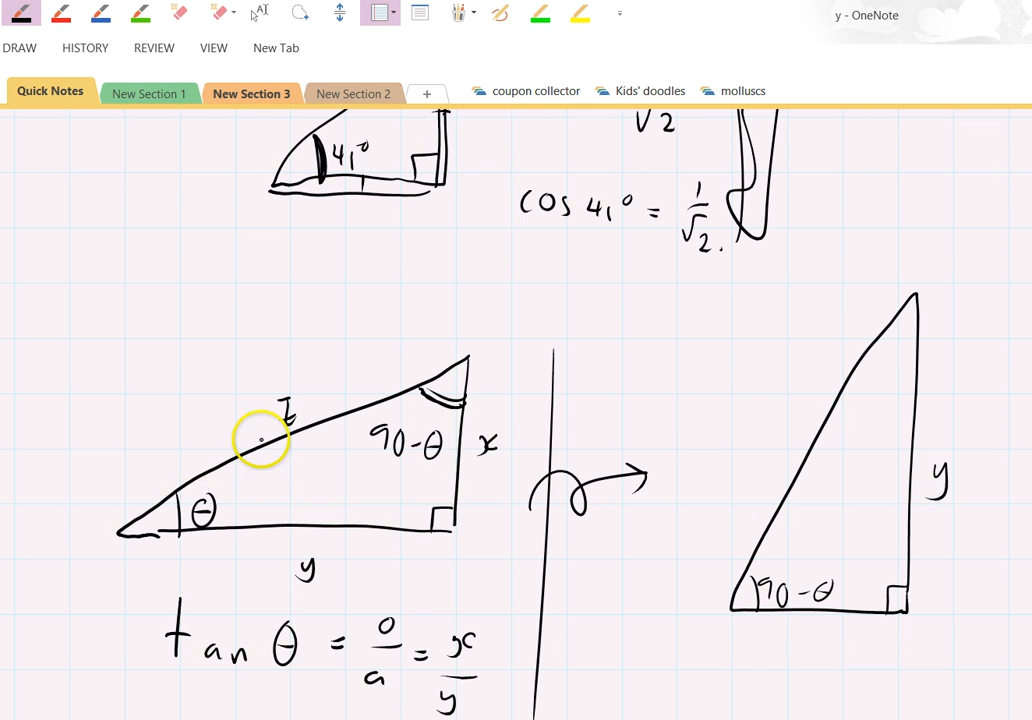 y - OneNote
DRAW HISTORY REVIEW VIEW New Tab
Quick Notes New Section 1 New Section 3 New Section 2 + coupon collector Kids' doodles molluscs
41°
√2
cos 41° = 1/√2.
z
90-θ
x
θ
y
y
90-θ
tan θ = o/a = x/y